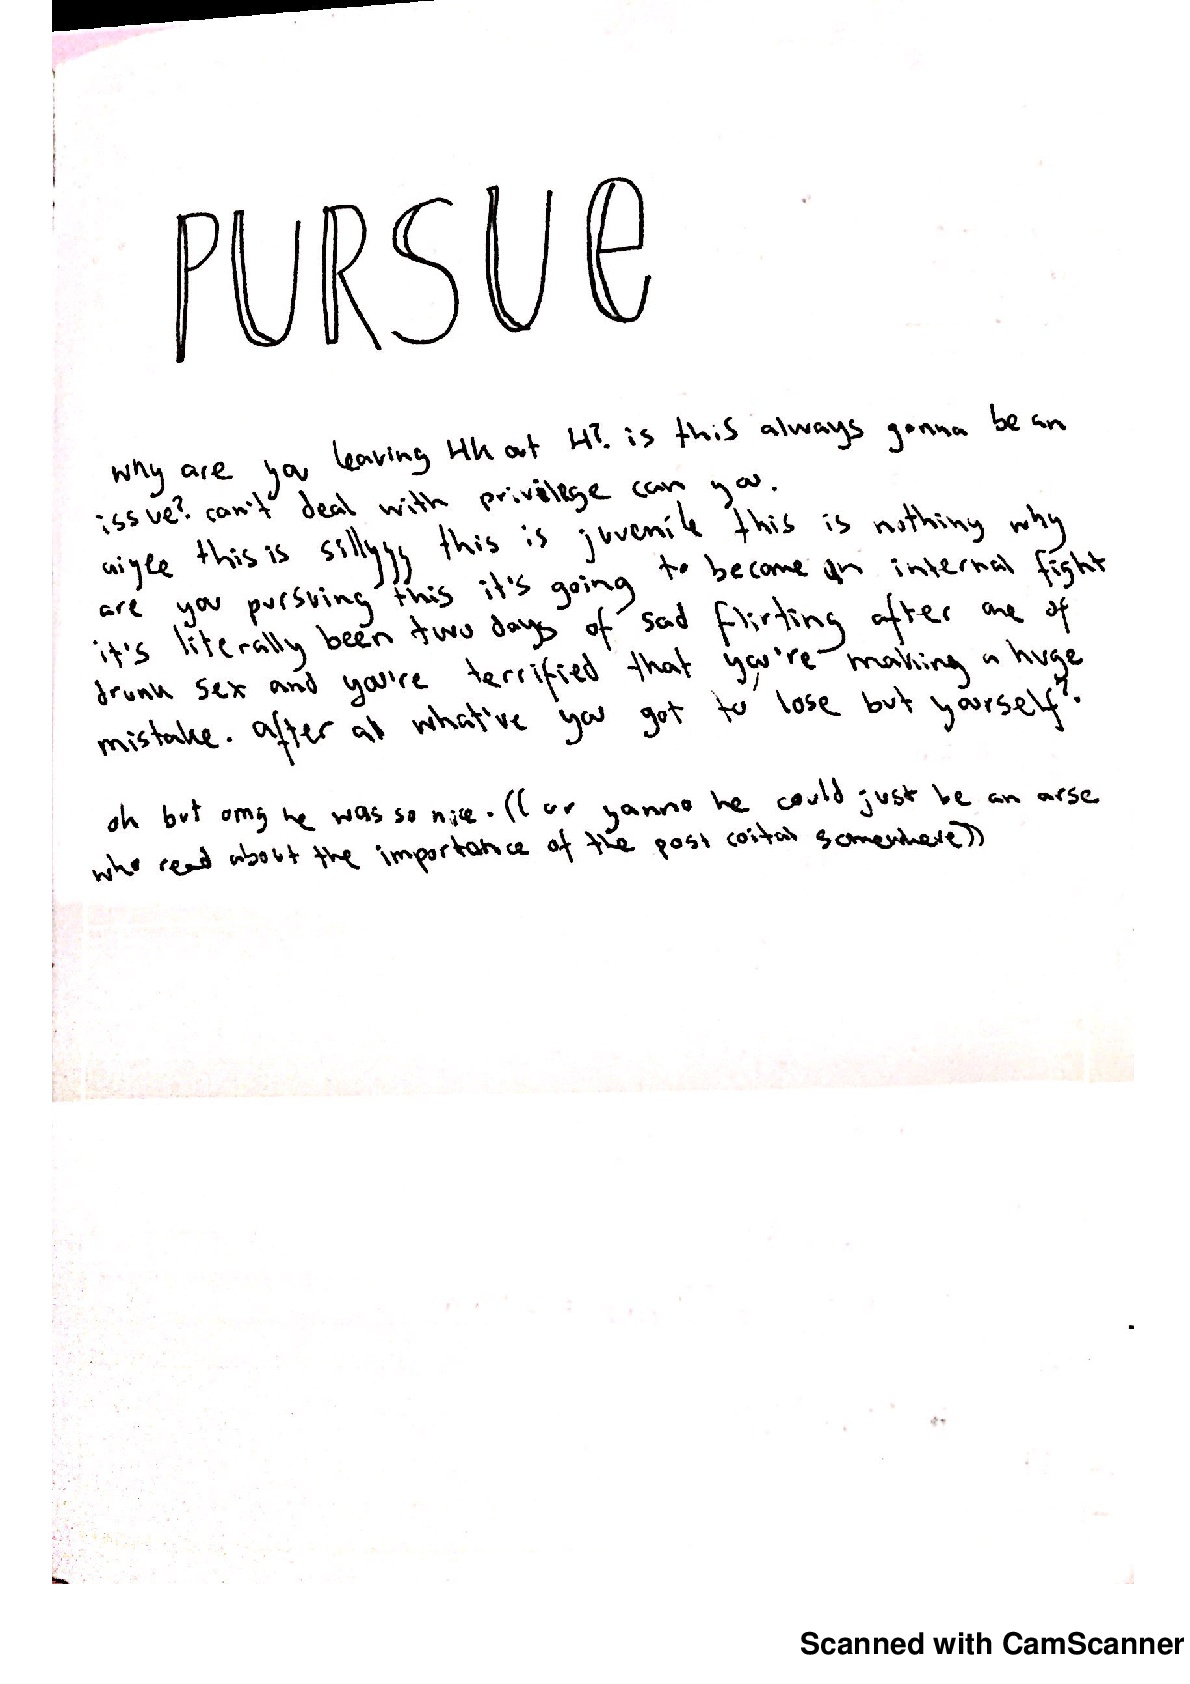 PURSUE
why are you leaving HK at 4?. is this always gonna be an
issue?. can't deal with privilege can you.
this is sillyyy this is juvenile this is nothing why
are you pursuing this it's going to become an internal fight
it's literally been two days of sad flirting after one of
drunk sex and you're terrified that you're making a huge
mistake. after all what've you got to lose but yourself?.
oh but omg he was so nice. ((or yanno he could just be an arse
who read about the importance of the post coital somewhere))
Scanned with CamScanner